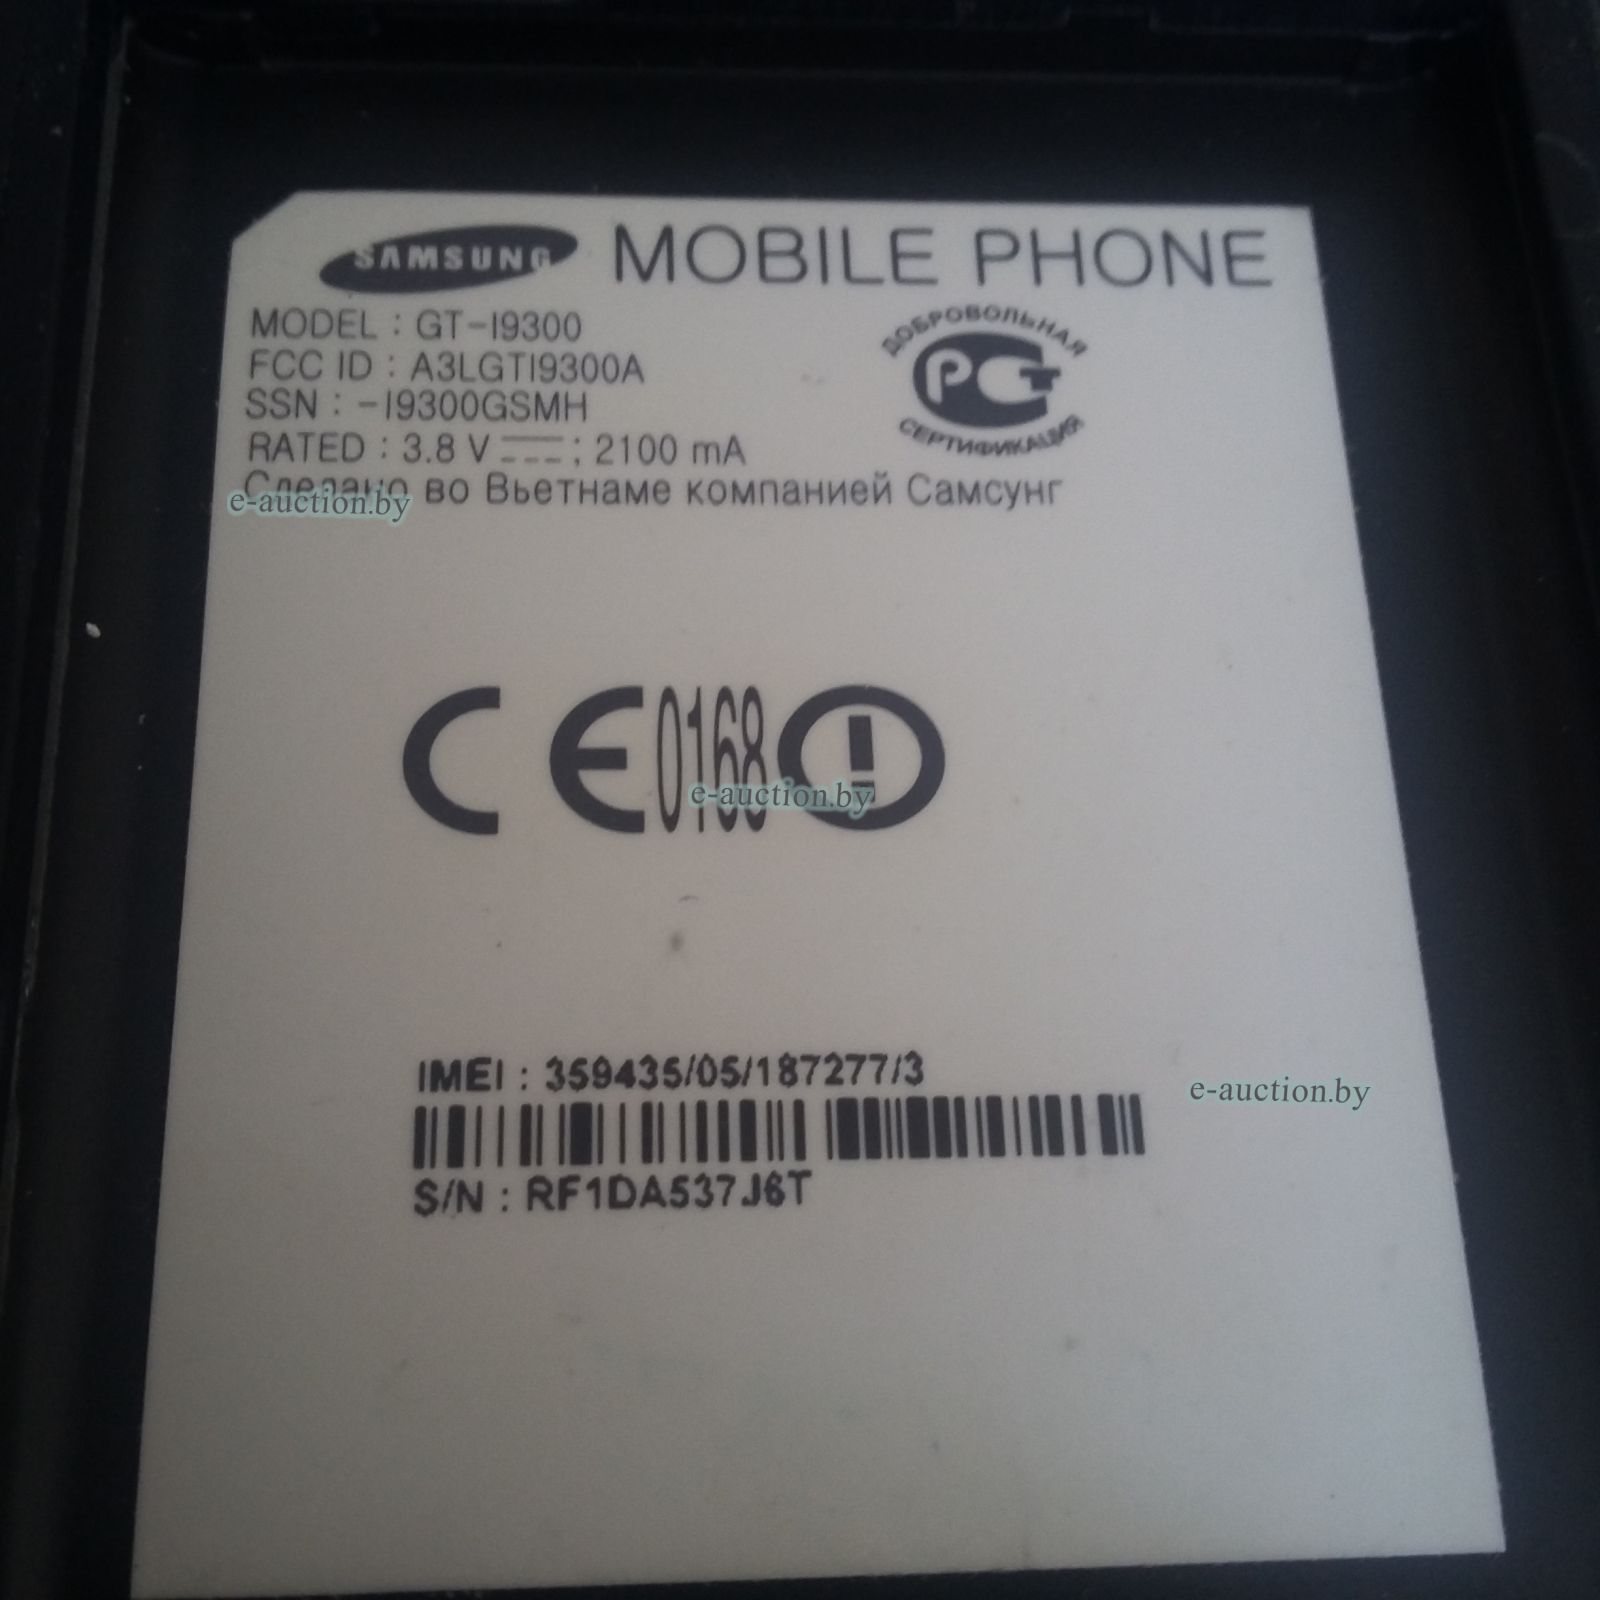 SAMSUNG MOBILE PHONE
MODEL : GT-I9300
FCC ID : A3LGTI9300A
SSN : -I9300GSMH
RATED : 3.8 V ; 2100 mA
Сделано во Вьетнаме компанией Самсунг
ДОБРОВОЛЬНАЯ
РСТ
СЕРТИФИКАЦИЯ
e-auction.by
CE0168
e-auction.by
IMEI : 359435/05/187277/3
e-auction.by
S/N : RF1DA537J6T